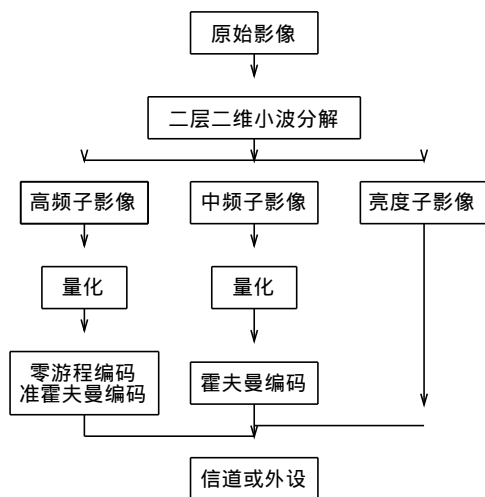 原始影像
二层二维小波分解
高频子影像
中频子影像
亮度子影像
量化
量化
零游程编码
准霍夫曼编码
霍夫曼编码
信道或外设